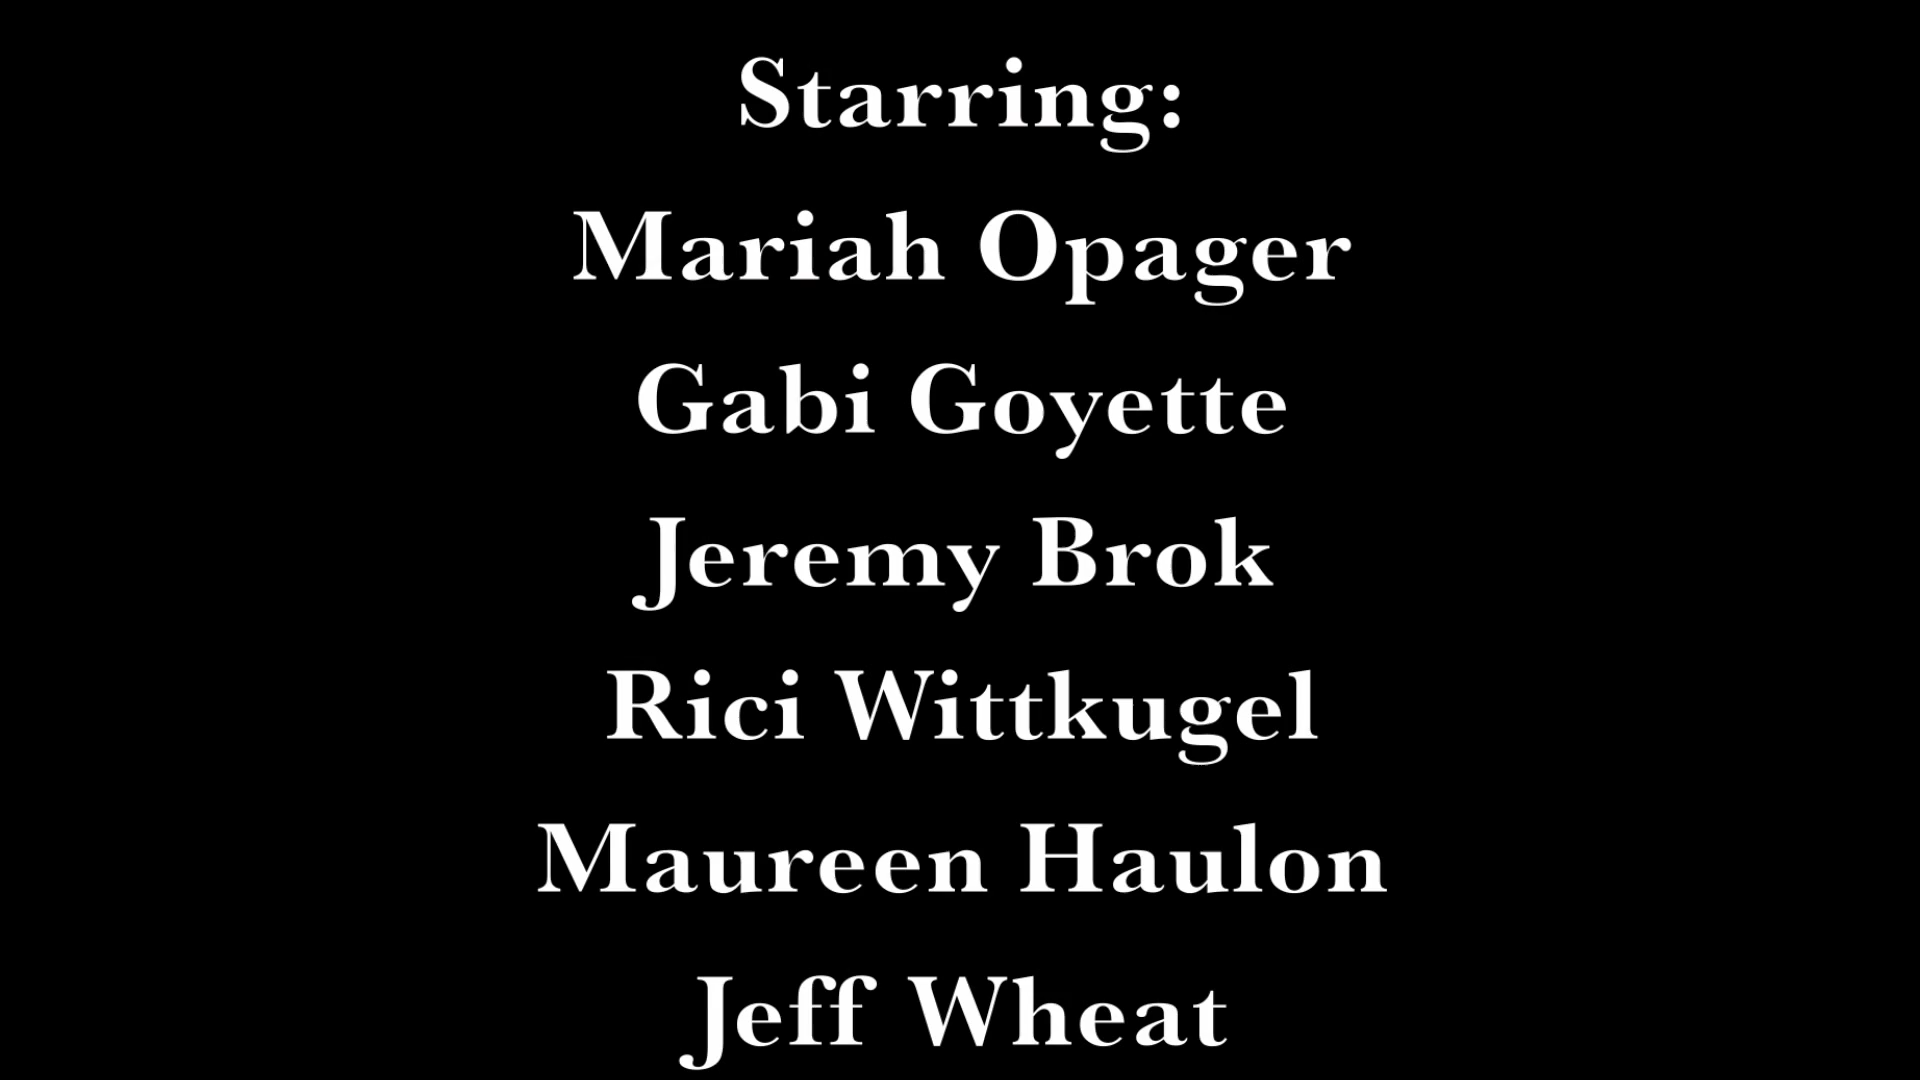 Starring:
Mariah Opager
Gabi Goyette
Jeremy Brok
Rici Wittkugel
Maureen Haulon
Jeff Wheat